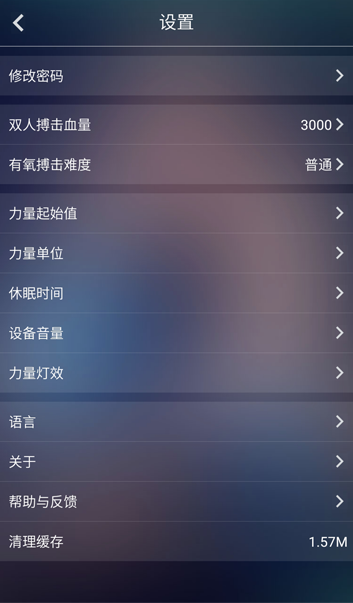 设置
修改密码
双人搏击血量 3000
有氧搏击难度 普通
力量起始值
力量单位
休眠时间
设备音量
力量灯效
语言
关于
帮助与反馈
清理缓存 1.57M